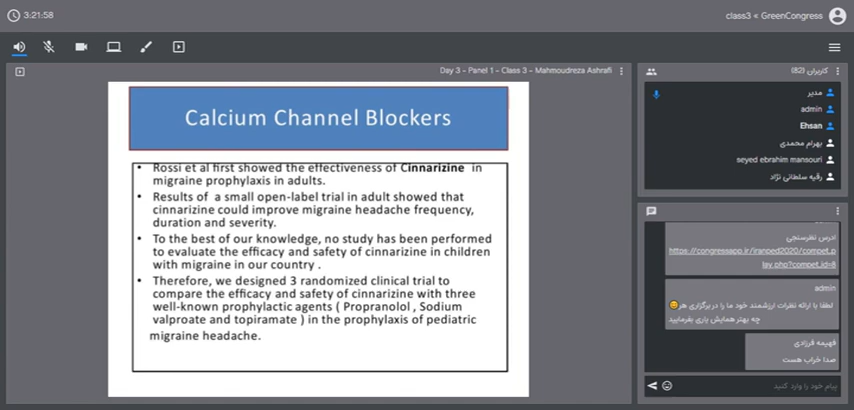 3:21:58
class3 < GreenCongress
Day 3 - Panel 1 - Class 3 - Mahmoudreza Ashrafi
Calcium Channel Blockers
• Rossi et al first showed the effectiveness of Cinnarizine in
migraine prophylaxis in adults.
• Results of a small open-label trial in adult showed that
cinnarizine could improve migraine headache frequency,
duration and severity.
• To the best of our knowledge, no study has been performed
to evaluate the efficacy and safety of cinnarizine in children
with migraine in our country .
• Therefore, we designed 3 randomized clinical trial to
compare the efficacy and safety of cinnarizine with three
well-known prophylactic agents ( Propranolol , Sodium
valproate and topiramate ) in the prophylaxis of pediatric
migraine headache.
کاربران (82)
مدیر
admin
Ehsan
بهرام محمدی
seyed ebrahim mansouri
رقیه سلطانی نژاد
ادرس نظرسنجی
https://congressapp.ir/iranped2020/compet.p
lay.php?compet.id=8
admin
لطفا با ارائه نظرات ارزشمند خود ما را در برگزاری هر
چه بهتر همایش یاری بفرمایید
فهیمه فرزادی
صدا خراب هست
پیام خود را وارد کنید